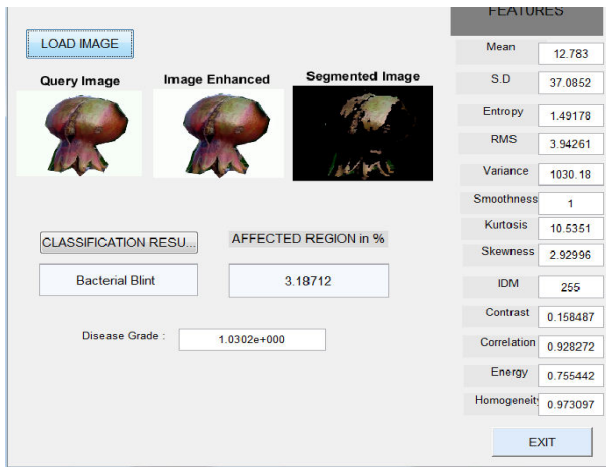 FEATURES
LOAD IMAGE
Query Image
Image Enhanced
Segmented Image
Mean 12.783
S.D 37.0852
Entropy 1.49178
RMS 3.94261
Variance 1030.18
Smoothness 1
Kurtosis 10.5351
Skewness 2.92996
IDM 255
Contrast 0.158487
Correlation 0.928272
Energy 0.755442
Homogeneity 0.973097
CLASSIFICATION RESU...
AFFECTED REGION in %
Bacterial Blint
3.18712
Disease Grade :
1.0302e+000
EXIT